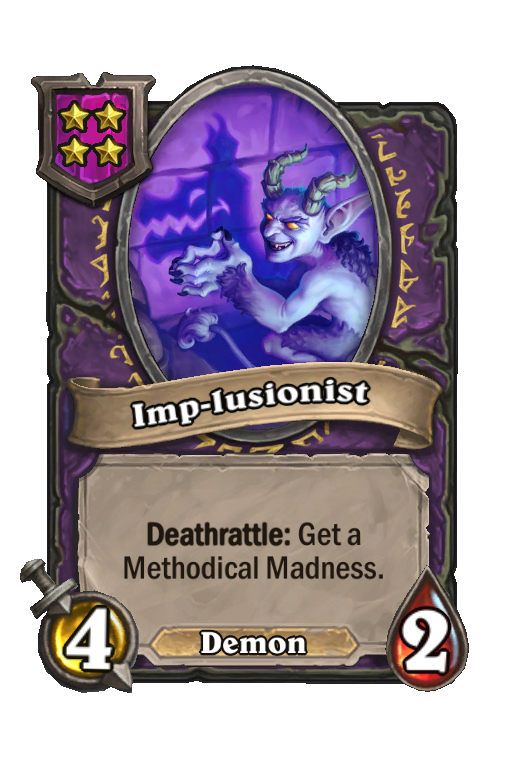 Imp-lusionist
Deathrattle: Get a
Methodical Madness.
4
Demon
2